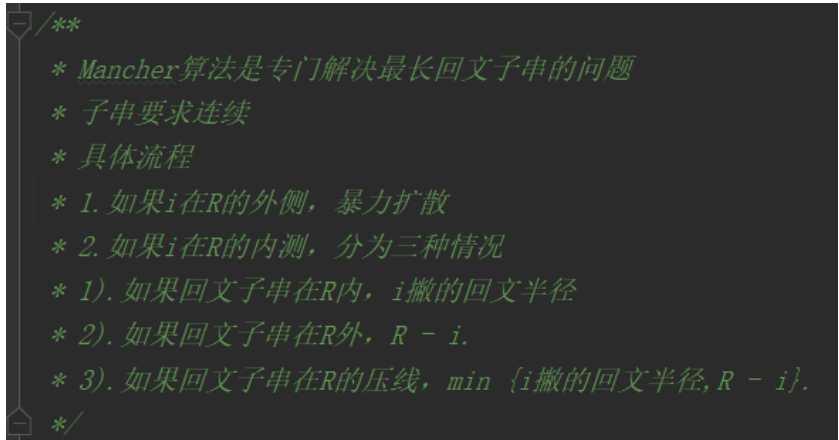 /**
* Mancher算法是专门解决最长回文子串的问题
* 子串要求连续
* 具体流程
* 1.如果i在R的外侧，暴力扩散
* 2.如果i在R的内测，分为三种情况
* 1).如果回文子串在R内，i撇的回文半径
* 2).如果回文子串在R外，R - i.
* 3).如果回文子串在R的压线，min {i撇的回文半径,R - i}.
*/